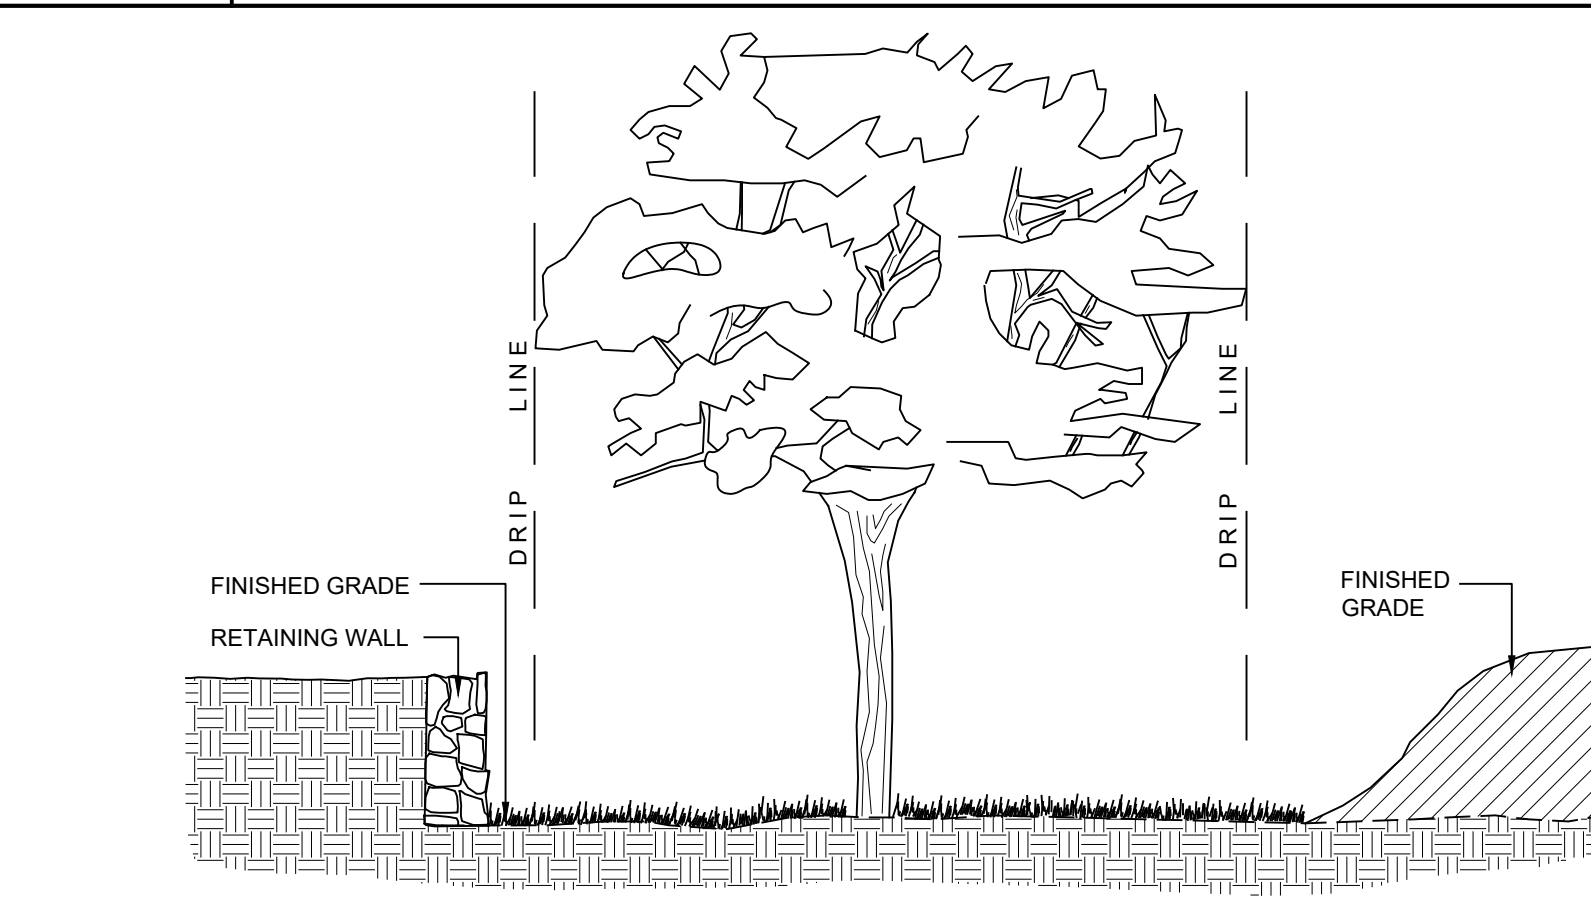 DRIP LINE
DRIP LINE
FINISHED GRADE
RETAINING WALL
FINISHED
GRADE